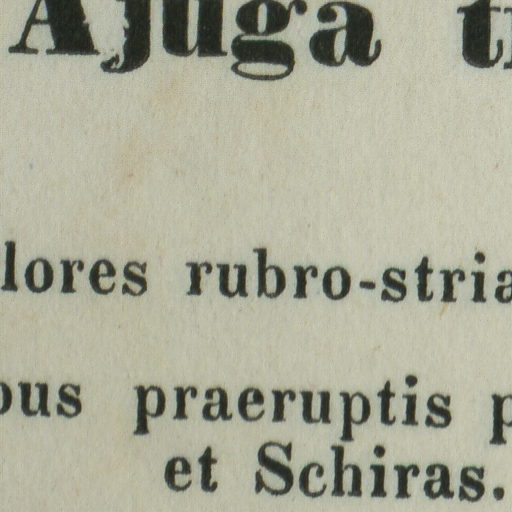 Ajuga
lores rubro-stria
ous praeruptis p
et Schiras.